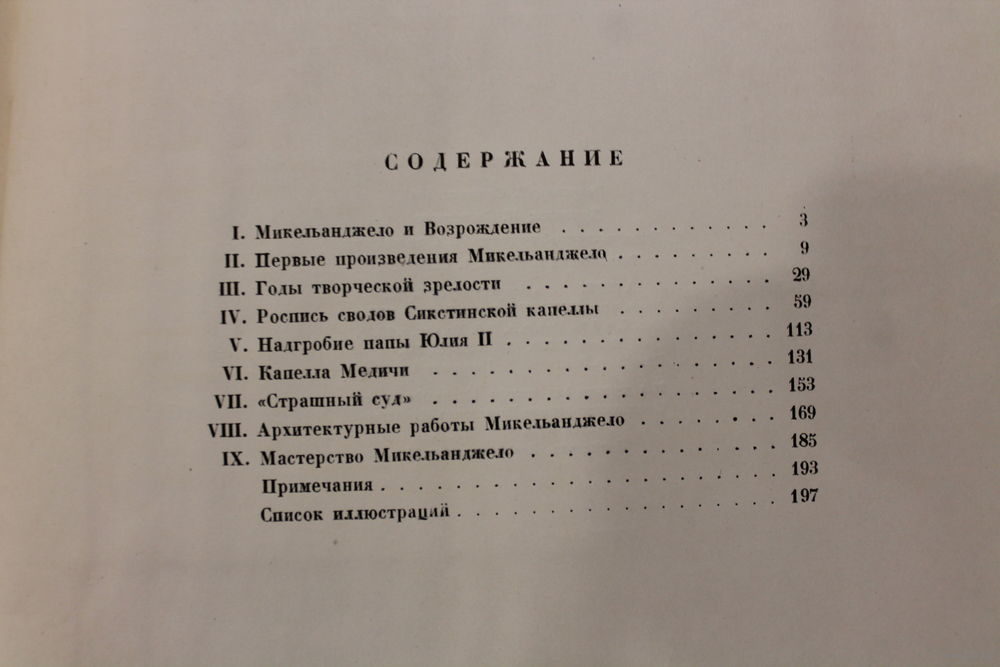 СОДЕРЖАНИЕ
I. Микельанджело и Возрождение . . . . . . . . . . . . 3
II. Первые произведения Микельанджело . . . . . . . . . 9
III. Годы творческой зрелости . . . . . . . . . . . . . . 29
IV. Роспись сводов Сикстинской капеллы . . . . . . . . . 59
V. Надгробие папы Юлия II . . . . . . . . . . . . . . . 113
VI. Капелла Медичи . . . . . . . . . . . . . . . . . . . 131
VII. «Страшный суд» . . . . . . . . . . . . . . . . . . . 153
VIII. Архитектурные работы Микельанджело . . . . . . . . 169
IX. Мастерство Микельанджело . . . . . . . . . . . . . . 185
Примечания . . . . . . . . . . . . . . . . . . . . . . 193
Список иллюстраций . . . . . . . . . . . . . . . . . . 197